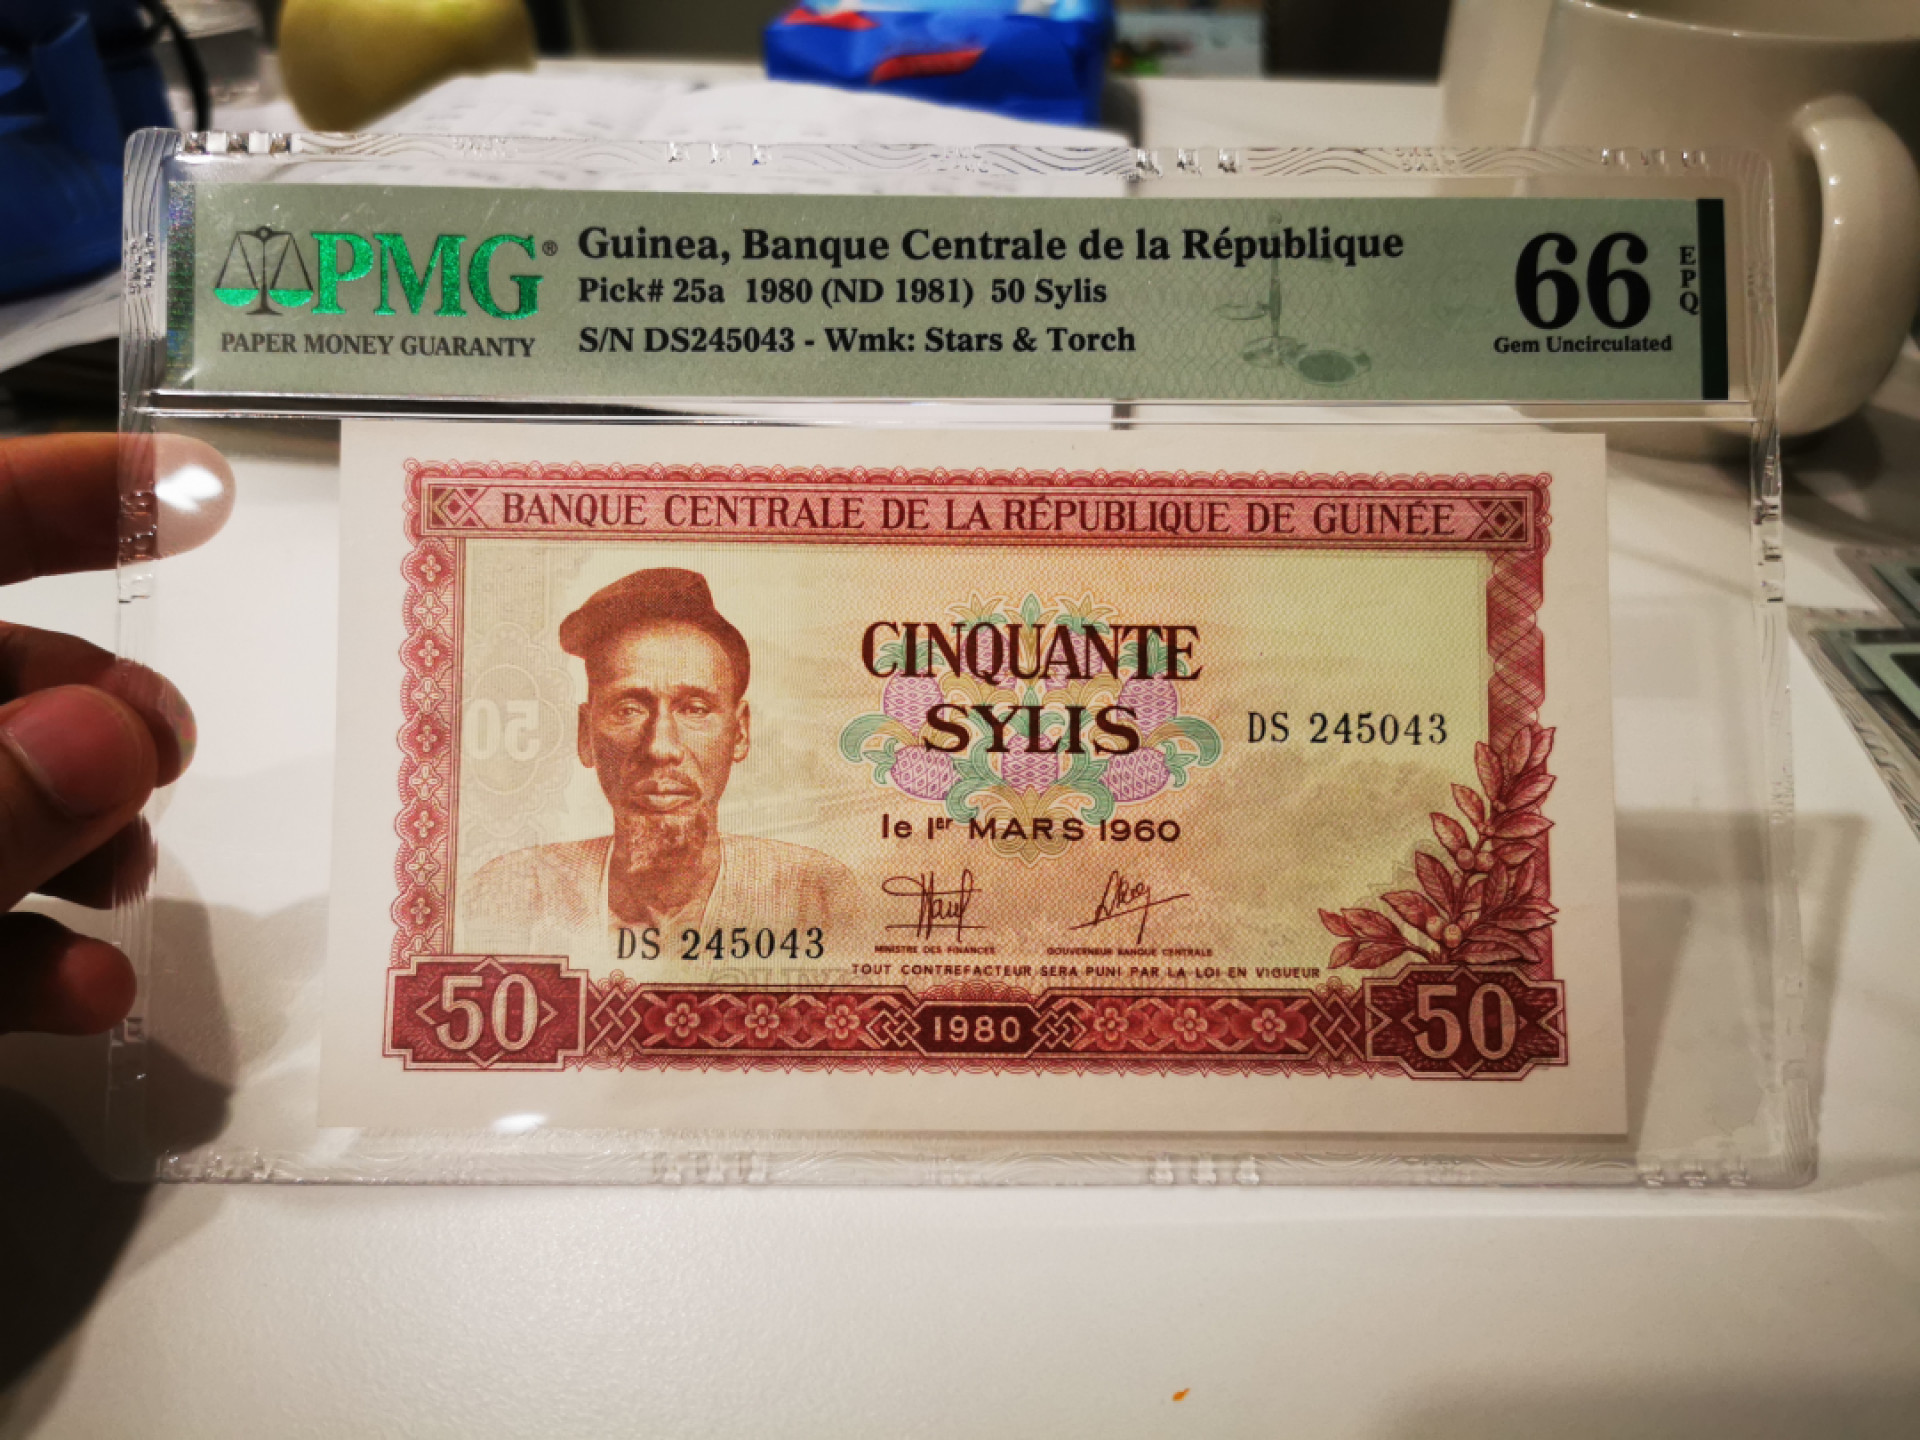 PMG®
PAPER MONEY GUARANTY
Guinea, Banque Centrale de la République
Pick# 25a 1980 (ND 1981) 50 Sylis
S/N DS245043 - Wmk: Stars & Torch
66
EPQ
Gem Uncirculated
BANQUE CENTRALE DE LA RÉPUBLIQUE DE GUINÉE
CINQUANTE
SYLIS
DS 245043
le 1er MARS 1960
DS 245043
MINISTRE DES FINANCES
GOUVERNEUR BANQUE CENTRALE
TOUT CONTREFACTEUR SERA PUNI PAR LA LOI EN VIGUEUR
50
1980
50